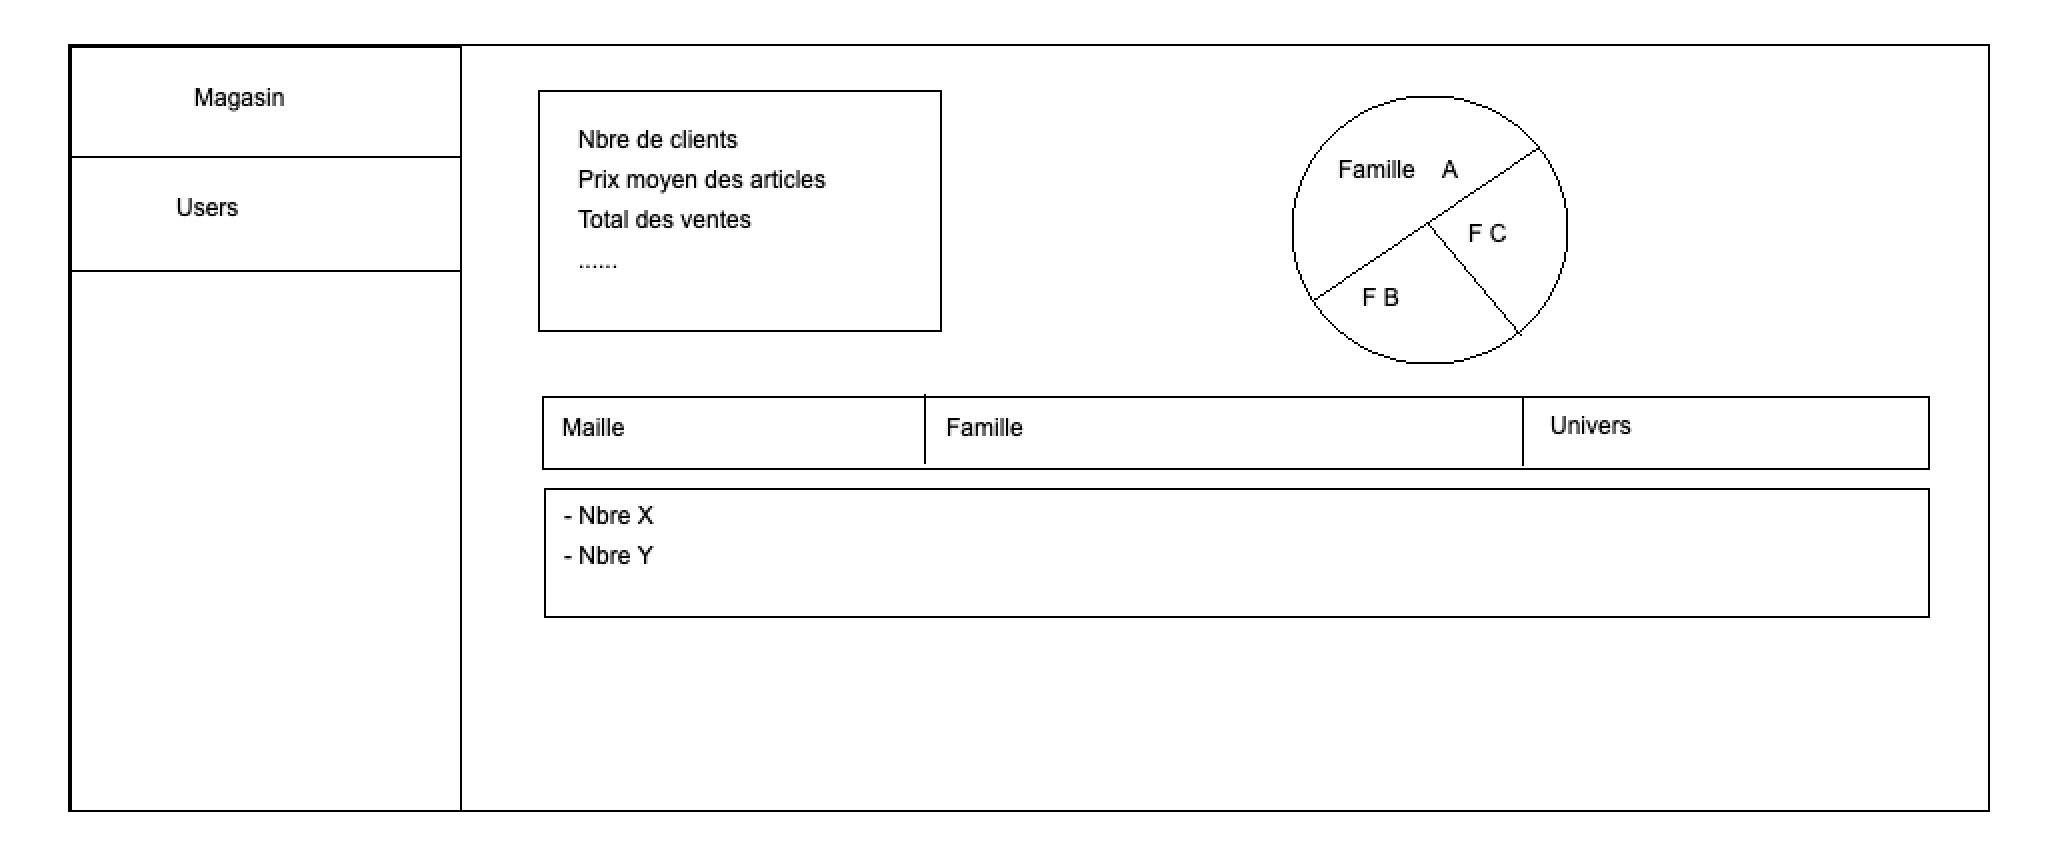 Magasin
Users
Nbre de clients
Prix moyen des articles
Total des ventes
......
Famille A
F C
F B
Maille
Famille
Univers
- Nbre X
- Nbre Y